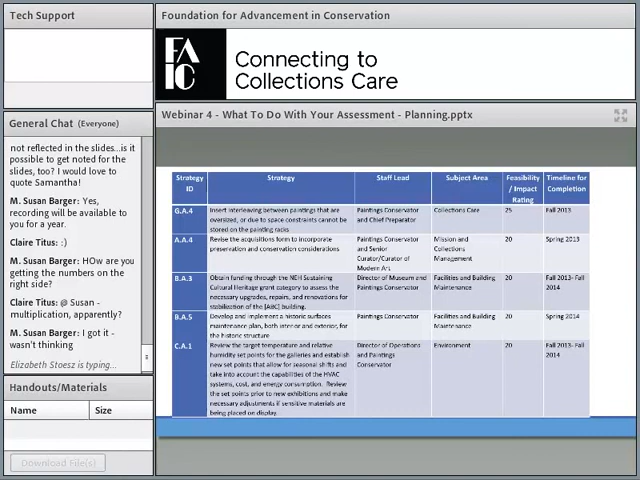 Tech Support
General Chat (Everyone)
not reflected in the slides...is it
possible to get noted for the
slides, too? I would love to
quote Samantha!
M. Susan Barger: Yes,
recording will be available to
you for a year.
Claire Titus: :)
M. Susan Barger: HOw are you
getting the numbers on the
right side?
Claire Titus: @ Susan -
multiplication, apparently?
M. Susan Barger: I got it -
wasn't thinking
Elizabeth Stoesz is typing...
Handouts/Materials
Name Size
Download File(s)
Foundation for Advancement in Conservation
FAIC
Connecting to
Collections Care
Webinar 4 - What To Do With Your Assessment - Planning.pptx
Strategy ID Strategy Staff Lead Subject Area Feasibility / Impact Rating Timeline for Completion
G.A.4 Insert interleaving between paintings that are
oversized, or due to space constraints cannot be
stored on the painting racks
Paintings Conservator
and Chief Preparator
Collections Care
25
Fall 2013
A.A.4 Revise the acquisitions form to incorporate
preservation and conservation considerations
Paintings Conservator
and Senior
Curator/Curator of
Modern Art
Mission and
Collections
Management
20
Spring 2013
B.A.3 Obtain funding through the NEH Sustaining
Cultural Heritage grant category to assess the
necessary upgrades, repairs, and renovations for
stabilization of the [ABC] building.
Director of Museum and
Paintings Conservator
Facilities and Building
Maintenance
20
Fall 2013- Fall
2014
B.A.5 Develop and implement a historic surfaces
maintenance plan, both interior and exterior, for
the historic structure
Paintings Conservator
Facilities and Building
Maintenance
20
Spring 2014
C.A.1 Review the target temperature and relative
humidity set points for the galleries and establish
new set points that allow for seasonal shifts and
take into account the capabilities of the HVAC
systems, cost, and energy consumption. Review
the set points prior to new exhibitions and make
necessary adjustments if sensitive materials are
being placed on display.
Director of Operations
and Paintings
Conservator
Environment
20
Fall 2013- Fall
2014